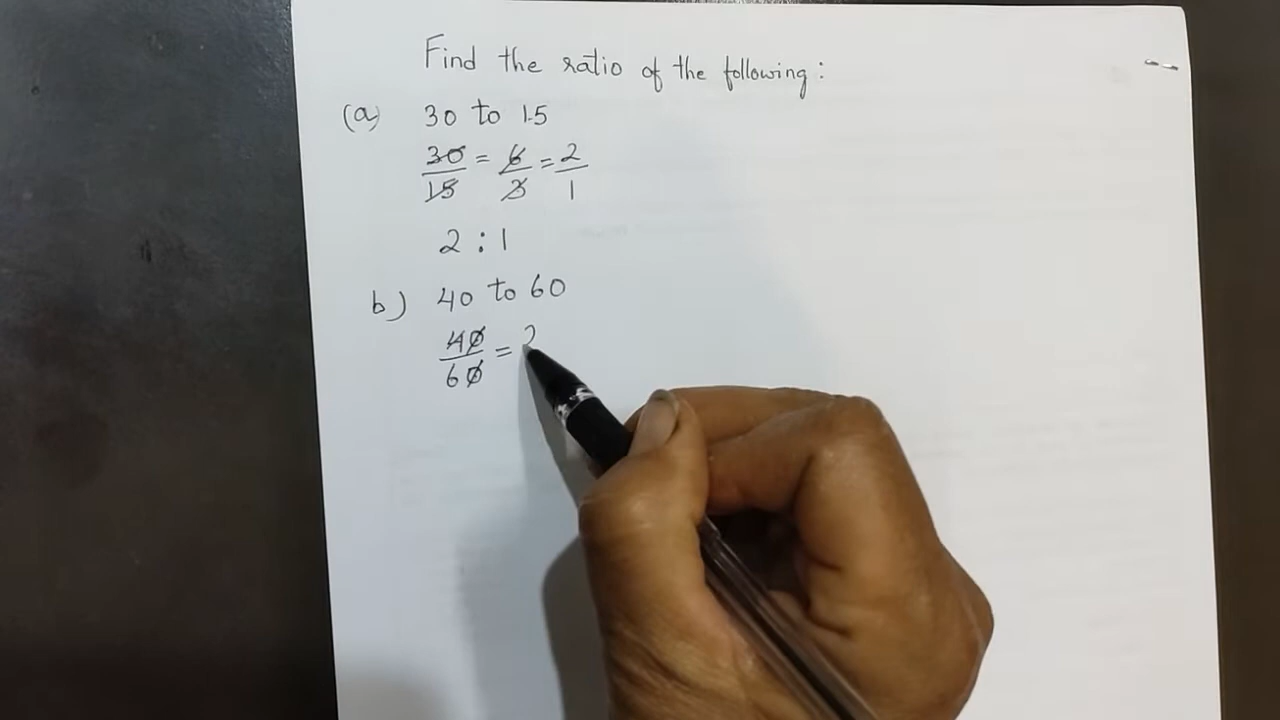 Find the ratio of the following:
(a) 30 to 15
30/15 = 6/3 = 2/1
2 : 1
b) 40 to 60
40/60 = 2